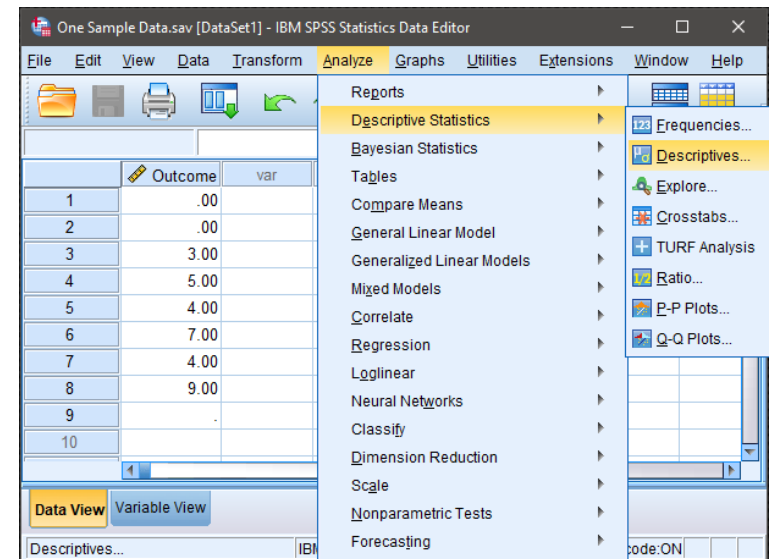 One Sample Data.sav [DataSet1] - IBM SPSS Statistics Data Editor
File Edit View Data Transform Analyze Graphs Utilities Extensions Window Help
Reports
Descriptive Statistics
Bayesian Statistics
Tables
Compare Means
General Linear Model
Generalized Linear Models
Mixed Models
Correlate
Regression
Loglinear
Neural Networks
Classify
Dimension Reduction
Scale
Nonparametric Tests
Forecasting
123 Frequencies...
Descriptives...
Explore...
Crosstabs...
TURF Analysis
1/2 Ratio...
P-P Plots...
Q-Q Plots...
Outcome var
1 .00
2 .00
3 3.00
4 5.00
5 4.00
6 7.00
7 4.00
8 9.00
9 .
10
Data View Variable View
Descriptives... code:ON